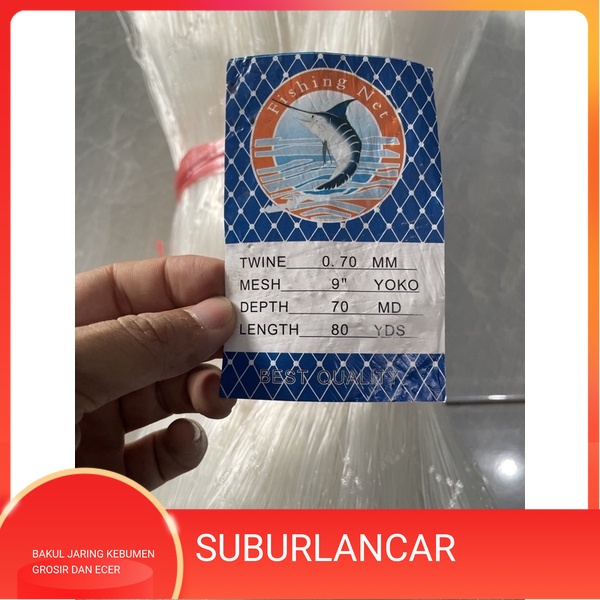 Fishing Net
TWINE 0.70 MM
MESH 9" YOKO
DEPTH 70 MD
LENGTH 80 YDS
BEST QUALITY
BAKUL JARING KEBUMEN
GROSIR DAN ECER
SUBURLANCAR